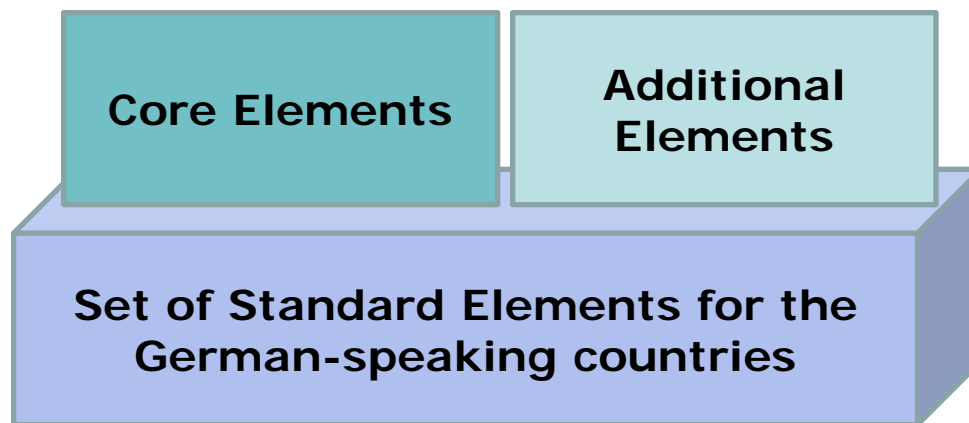 Core Elements
Additional
Elements
Set of Standard Elements for the
German-speaking countries